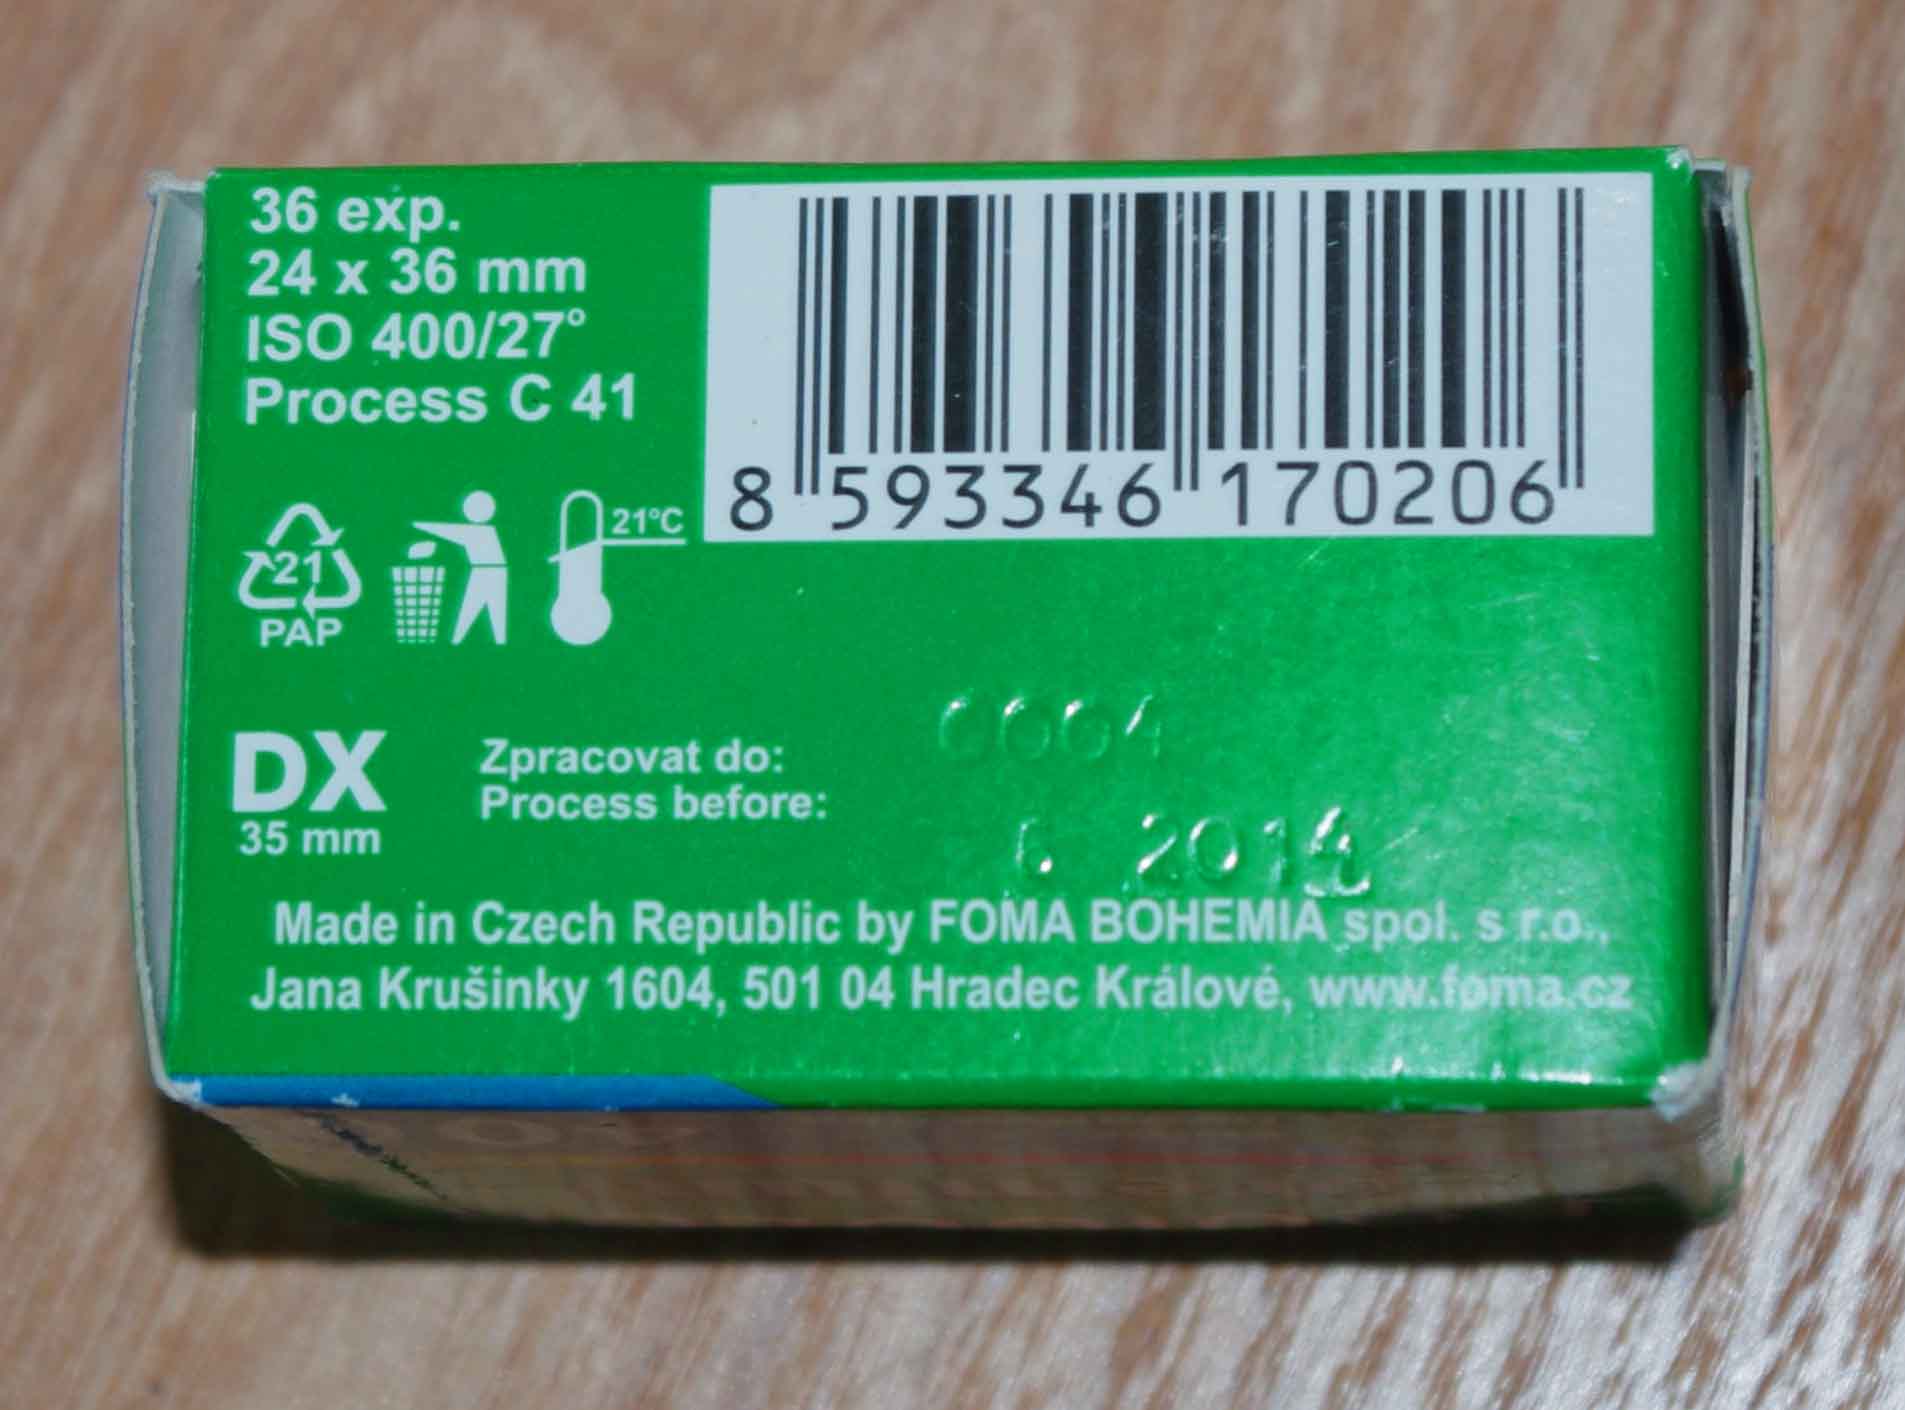 36 exp.
24 x 36 mm
ISO 400/27°
Process C 41
8 593346 170206
21°C
21
PAP
0001
DX
35 mm
Zpracovat do:
Process before:
6 2014
Made in Czech Republic by FOMA BOHEMIA spol. s r.o.,
Jana Krušinky 1604, 501 04 Hradec Králové, www.foma.cz